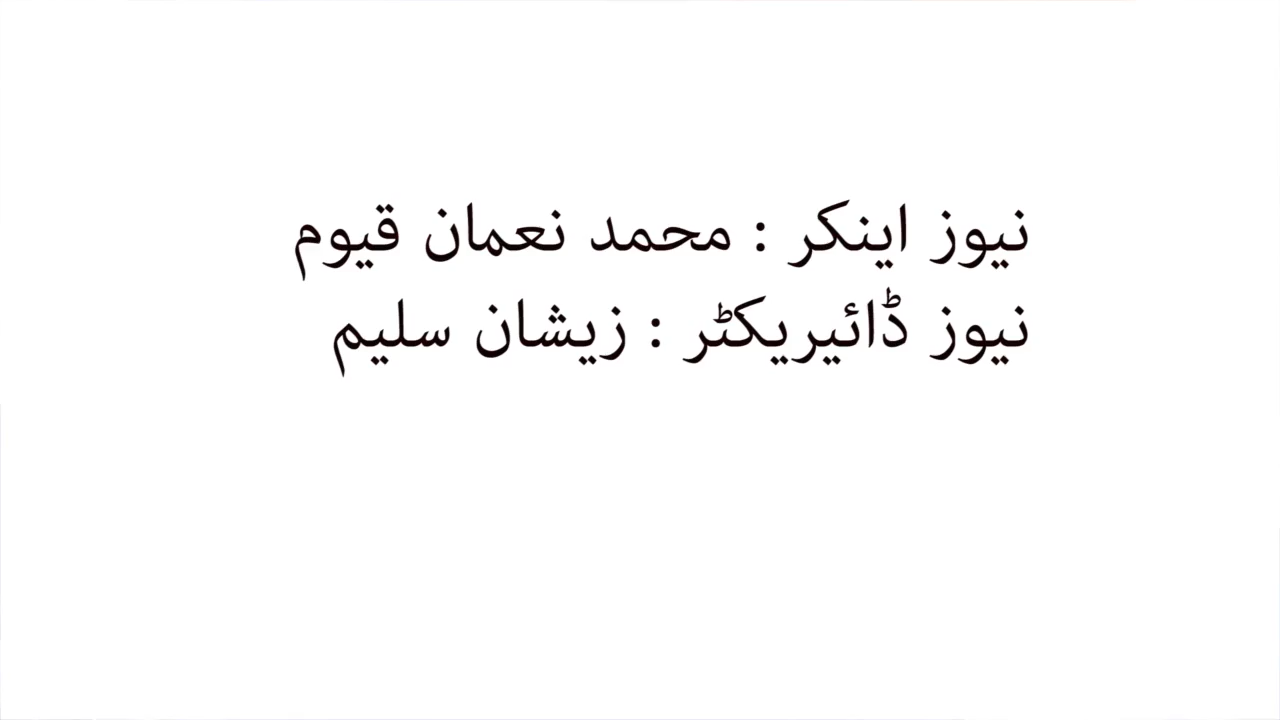 نیوز اینکر : محمد نعمان قیوم
نیوز ڈائیریکٹر : زیشان سلیم